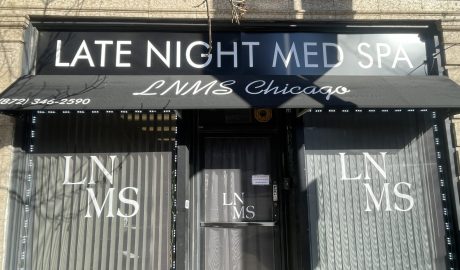 LATE NIGHT MED SPA
LNMS Chicago
(872) 346-2590
LN
MS
LN
MS
LN
MS